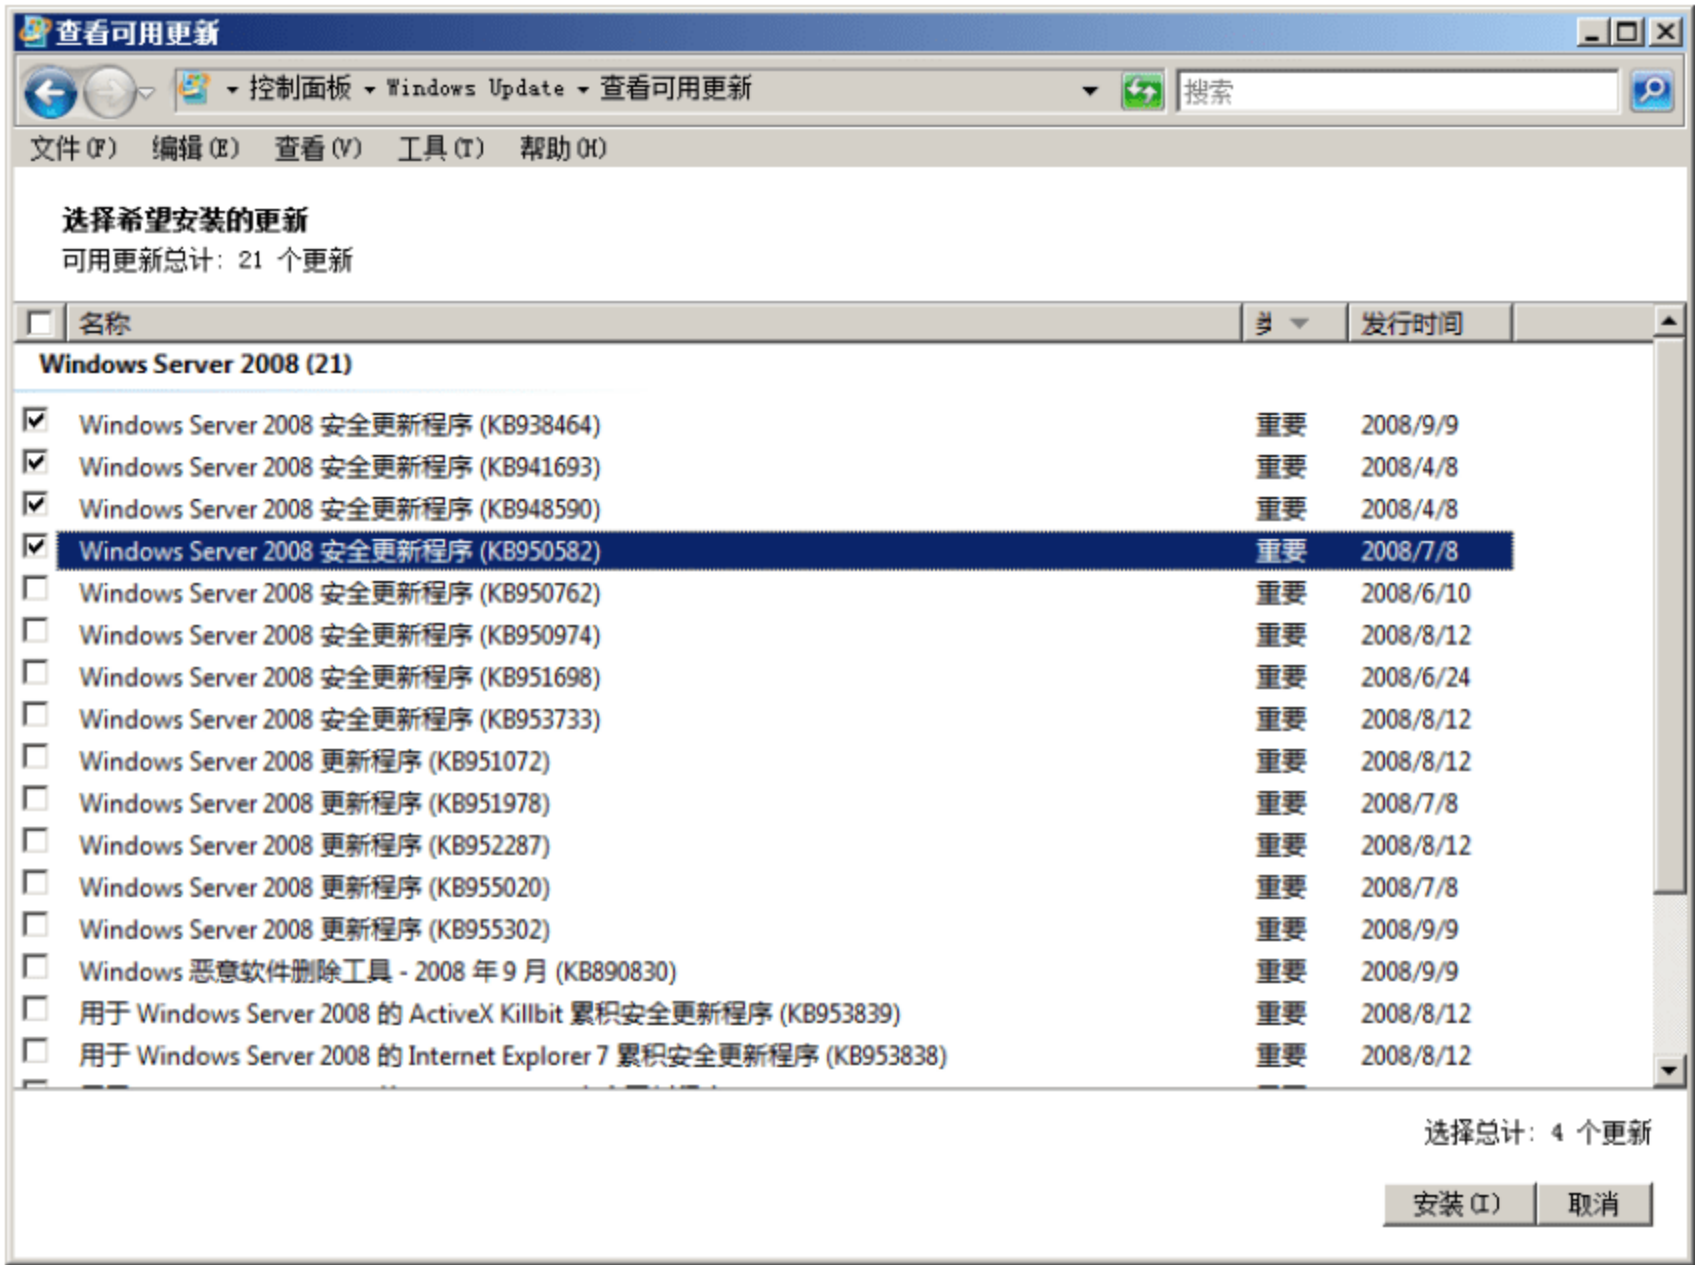 查看可用更新
控制面板 Windows Update 查看可用更新 搜索
文件(F) 编辑(E) 查看(V) 工具(T) 帮助(H)
选择希望安装的更新
可用更新总计: 21 个更新
名称 发行时间
Windows Server 2008 (21)
Windows Server 2008 安全更新程序 (KB938464) 重要 2008/9/9
Windows Server 2008 安全更新程序 (KB941693) 重要 2008/4/8
Windows Server 2008 安全更新程序 (KB948590) 重要 2008/4/8
Windows Server 2008 安全更新程序 (KB950582) 重要 2008/7/8
Windows Server 2008 安全更新程序 (KB950762) 重要 2008/6/10
Windows Server 2008 安全更新程序 (KB950974) 重要 2008/8/12
Windows Server 2008 安全更新程序 (KB951698) 重要 2008/6/24
Windows Server 2008 安全更新程序 (KB953733) 重要 2008/8/12
Windows Server 2008 更新程序 (KB951072) 重要 2008/8/12
Windows Server 2008 更新程序 (KB951978) 重要 2008/7/8
Windows Server 2008 更新程序 (KB952287) 重要 2008/8/12
Windows Server 2008 更新程序 (KB955020) 重要 2008/7/8
Windows Server 2008 更新程序 (KB955302) 重要 2008/9/9
Windows 恶意软件删除工具 - 2008 年 9 月 (KB890830) 重要 2008/9/9
用于 Windows Server 2008 的 ActiveX Killbit 累积安全更新程序 (KB953839) 重要 2008/8/12
用于 Windows Server 2008 的 Internet Explorer 7 累积安全更新程序 (KB953838) 重要 2008/8/12
选择总计: 4 个更新
安装(I) 取消